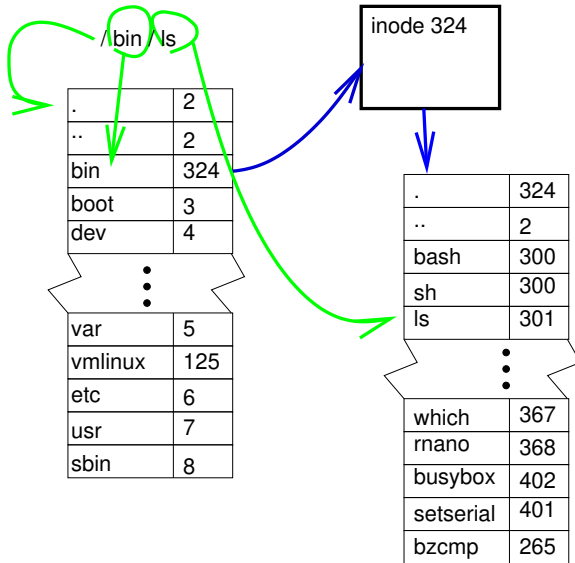 / bin / ls
inode 324
. 2
.. 2
bin 324
boot 3
dev 4
var 5
vmlinux 125
etc 6
usr 7
sbin 8
. 324
.. 2
bash 300
sh 300
ls 301
which 367
rnano 368
busybox 402
setserial 401
bzcmp 265